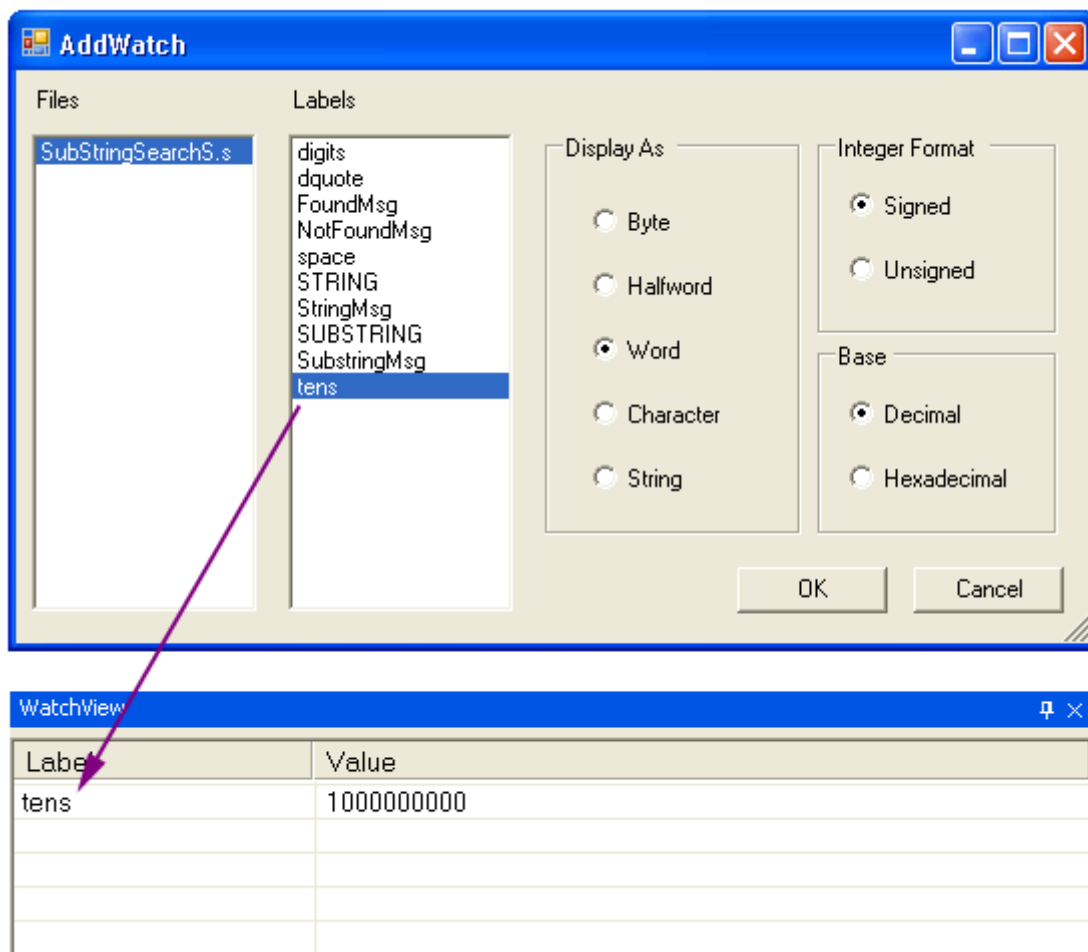 AddWatch
Files
Labels
SubStringSearchS.s
digits
dquote
FoundMsg
NotFoundMsg
space
STRING
StringMsg
SUBSTRING
SubstringMsg
tens
Display As
Byte
Halfword
Word
Character
String
Integer Format
Signed
Unsigned
Base
Decimal
Hexadecimal
OK
Cancel
WatchView
Label
Value
tens
1000000000